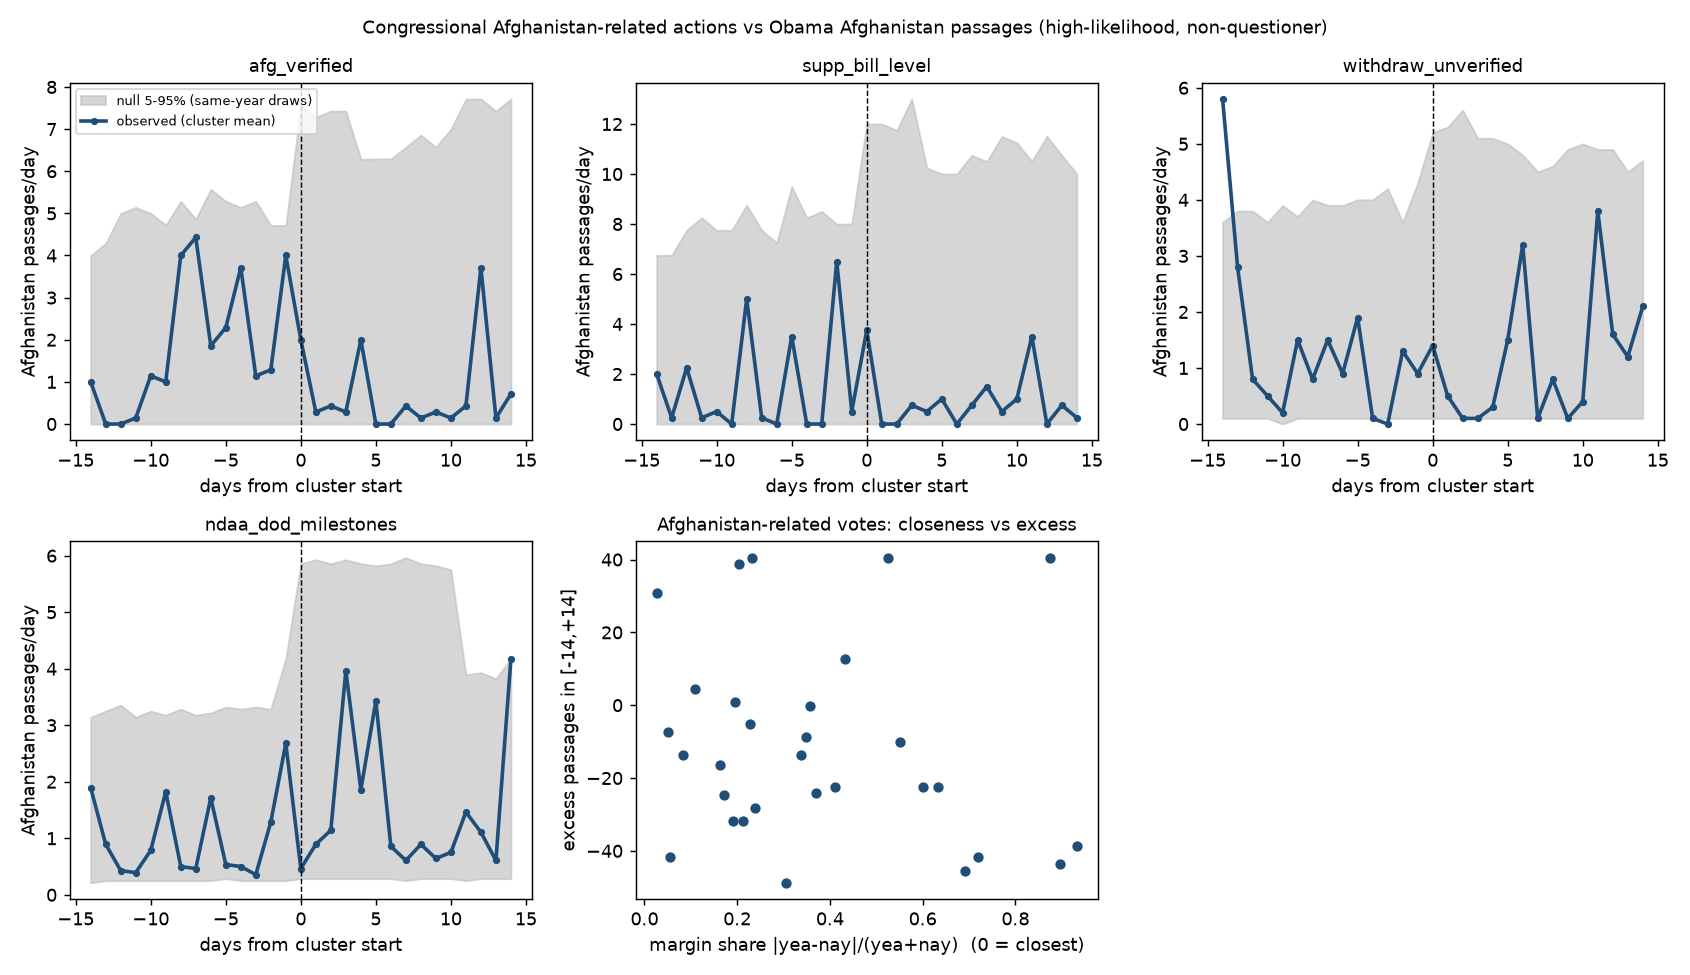 Congressional Afghanistan-related actions vs Obama Afghanistan passages (high-likelihood, non-questioner)
afg_verified
Afghanistan passages/day
8
7
6
5
4
3
2
1
0
null 5-95% (same-year draws)
observed (cluster mean)
−15 −10 −5 0 5 10 15
days from cluster start
supp_bill_level
Afghanistan passages/day
12
10
8
6
4
2
0
−15 −10 −5 0 5 10 15
days from cluster start
withdraw_unverified
Afghanistan passages/day
6
5
4
3
2
1
0
−15 −10 −5 0 5 10 15
days from cluster start
ndaa_dod_milestones
Afghanistan passages/day
6
5
4
3
2
1
0
−15 −10 −5 0 5 10 15
days from cluster start
Afghanistan-related votes: closeness vs excess
excess passages in [-14,+14]
40
20
0
−20
−40
0.0 0.2 0.4 0.6 0.8
margin share |yea-nay|/(yea+nay)  (0 = closest)